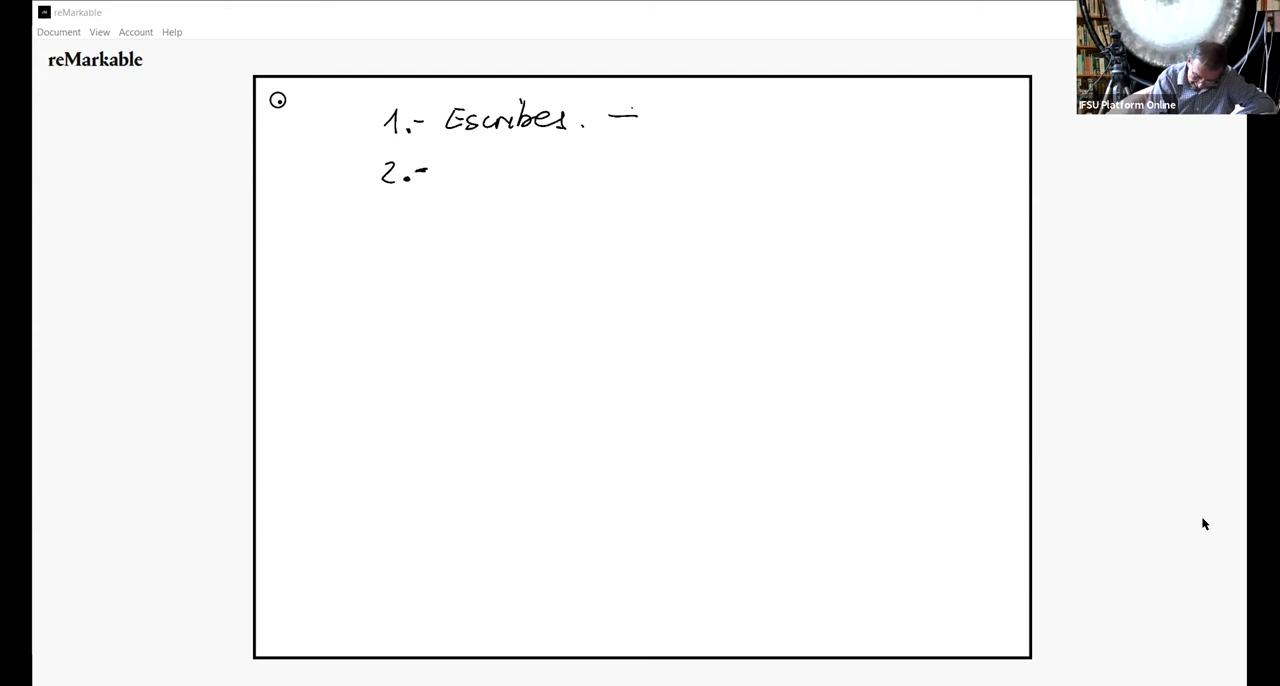 reMarkable
Document View Account Help
reMarkable
IFSU Platform Online
1.- Escribes. —
2.-